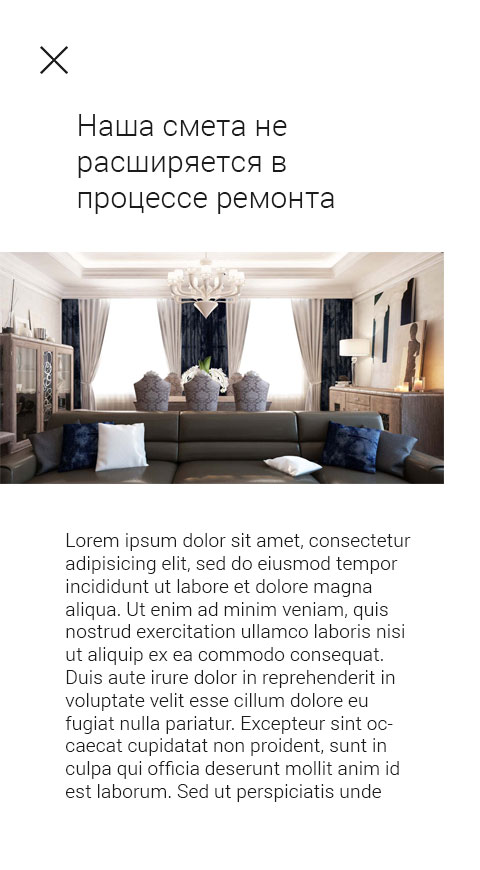 Наша смета не
расширяется в
процессе ремонта
Lorem ipsum dolor sit amet, consectetur
adipisicing elit, sed do eiusmod tempor
incididunt ut labore et dolore magna
aliqua. Ut enim ad minim veniam, quis
nostrud exercitation ullamco laboris nisi
ut aliquip ex ea commodo consequat.
Duis aute irure dolor in reprehenderit in
voluptate velit esse cillum dolore eu
fugiat nulla pariatur. Excepteur sint oc-
caecat cupidatat non proident, sunt in
culpa qui officia deserunt mollit anim id
est laborum. Sed ut perspiciatis unde